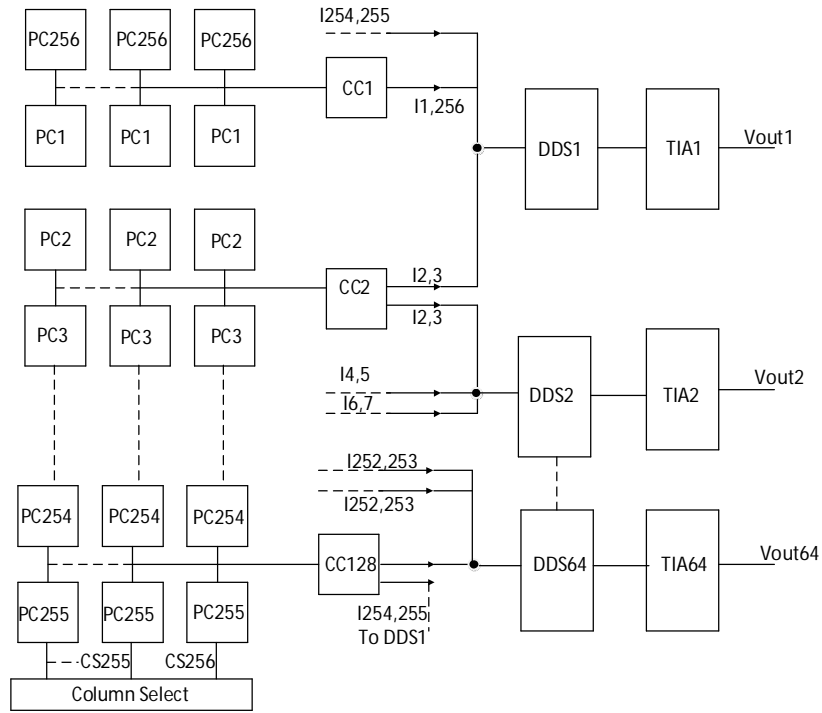 I254,255
PC256 PC256 PC256
CC1
I1,256
PC1 PC1 PC1
DDS1
TIA1
Vout1
PC2 PC2 PC2
I2,3
CC2
I2,3
PC3 PC3 PC3
I4,5
I6,7
DDS2
TIA2
Vout2
I252,253
I252,253
PC254 PC254 PC254
CC128
DDS64
TIA64
Vout64
PC255 PC255 PC255
I254,255
To DDS1
CS255 CS256
Column Select